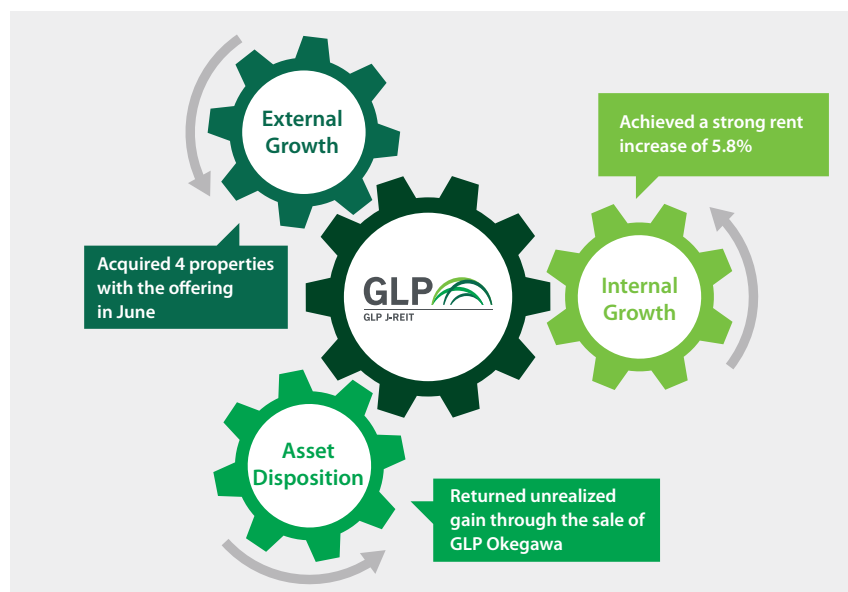 External
Growth
Achieved a strong rent
increase of 5.8%
Acquired 4 properties
with the offering
in June
GLP
GLP J-REIT
Internal
Growth
Asset
Disposition
Returned unrealized
gain through the sale of
GLP Okegawa